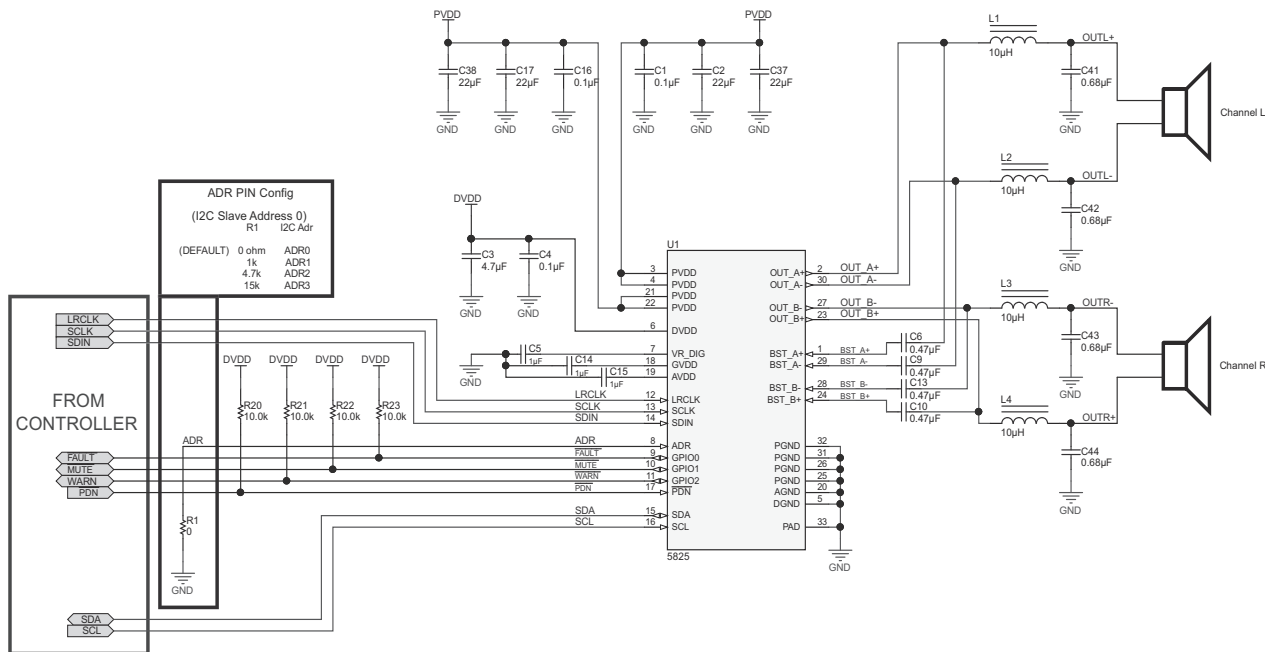 PVDD
PVDD
C38
22µF
C17
22µF
C16
0.1µF
C1
0.1µF
C2
22µF
C37
22µF
GND
GND
GND
GND
GND
GND
L1
10µH
OUTL+
C41
0.68µF
GND
Channel L
L2
10µH
OUTL-
C42
0.68µF
GND
ADR PIN Config
(I2C Slave Address 0)
R1 I2C Adr
(DEFAULT) 0 ohm ADR0
1k ADR1
4.7k ADR2
15k ADR3
DVDD
C3
4.7µF
C4
0.1µF
GND
GND
U1
3 PVDD
4 PVDD
21 PVDD
22 PVDD
6 DVDD
7 VR_DIG
18 GVDD
19 AVDD
LRCLK 12 LRCLK
SCLK 13 SCLK
SDIN 14 SDIN
ADR 8 ADR
FAULT 9 GPIO0
MUTE 10 GPIO1
WARN 11 GPIO2
PDN 17 PDN
SDA 15 SDA
SCL 16 SCL
5825
OUT_A+ 2 OUT_A+
OUT_A- 30 OUT_A-
OUT_B- 27 OUT_B-
OUT_B+ 23 OUT_B+
BST_A+ 1 BST_A+
BST_A- 29 BST_A-
BST_B- 28 BST_B-
BST_B+ 24 BST_B+
PGND 32
PGND 31
PGND 26
PGND 25
AGND 20
DGND 5
PAD 33
GND
C6
0.47µF
C9
0.47µF
C13
0.47µF
C10
0.47µF
L3
10µH
OUTR-
C43
0.68µF
GND
Channel R
L4
10µH
OUTR+
C44
0.68µF
GND
GND
C5
1µF
C14
1µF
C15
1µF
FROM
CONTROLLER
LRCLK
SCLK
SDIN
DVDD DVDD DVDD DVDD
R20
10.0k
R21
10.0k
R22
10.0k
R23
10.0k
ADR
FAULT
MUTE
WARN
PDN
R1
0
GND
SDA
SCL